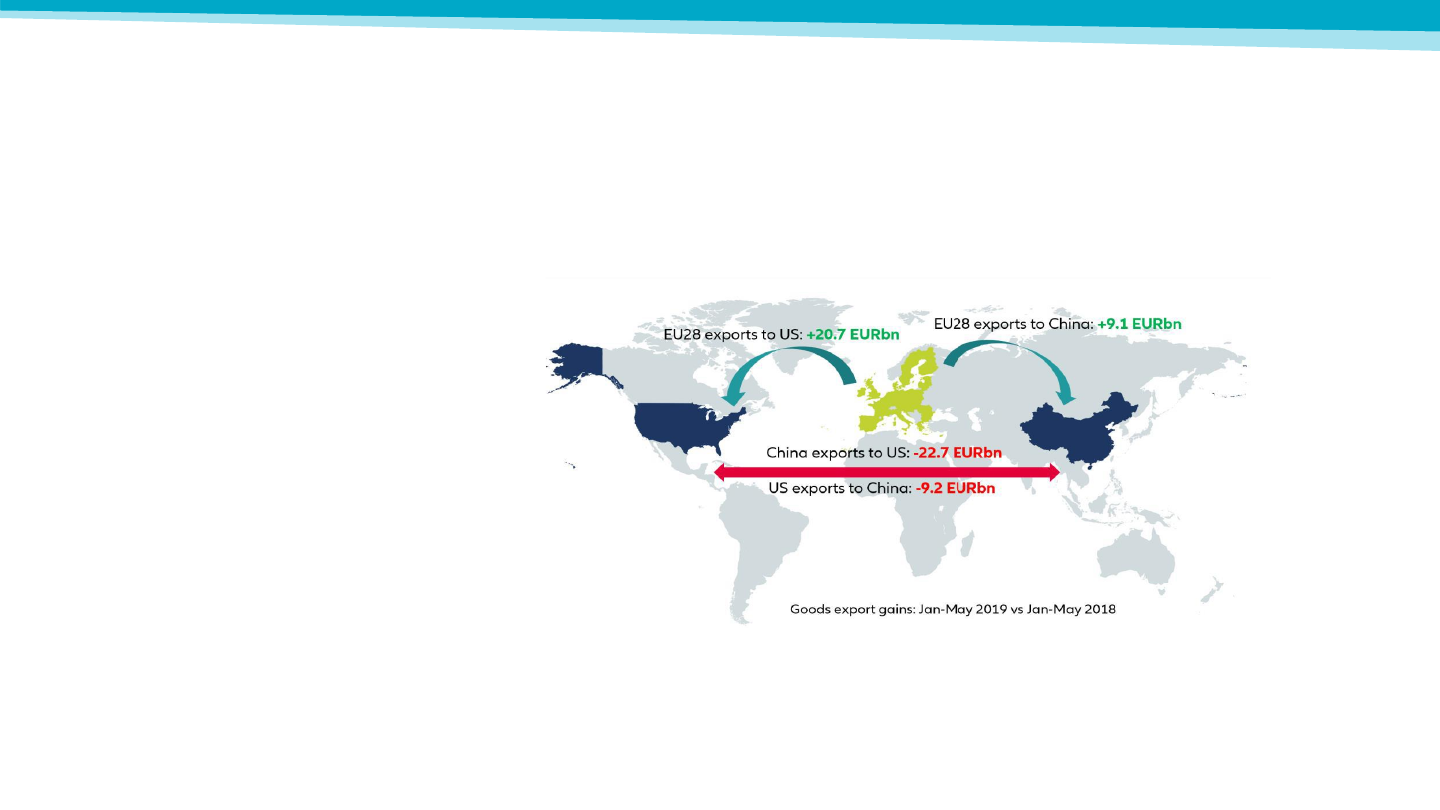 EU28 exports to China: +9.1 EURbn
EU28 exports to US: +20.7 EURbn
China exports to US: -22.7 EURbn
US exports to China: -9.2 EURbn
Goods export gains: Jan-May 2019 vs Jan-May 2018